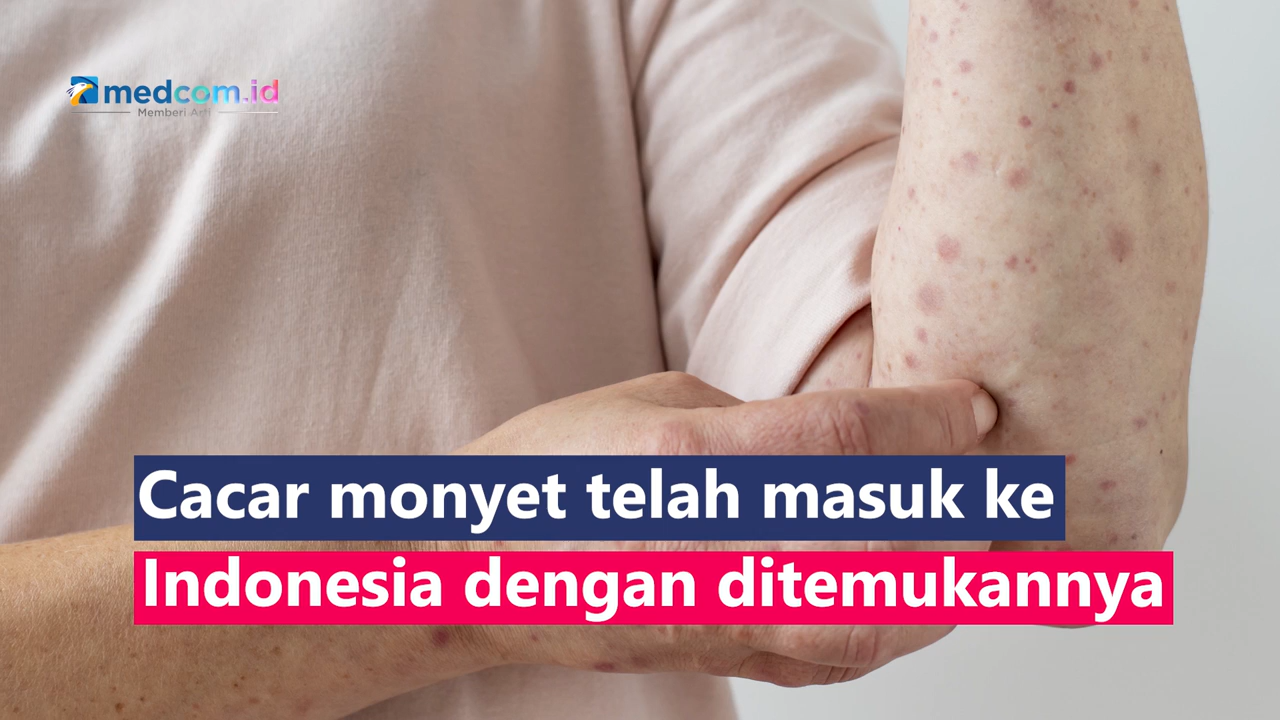 medcom.id
Memberi Arti
Cacar monyet telah masuk ke
Indonesia dengan ditemukannya